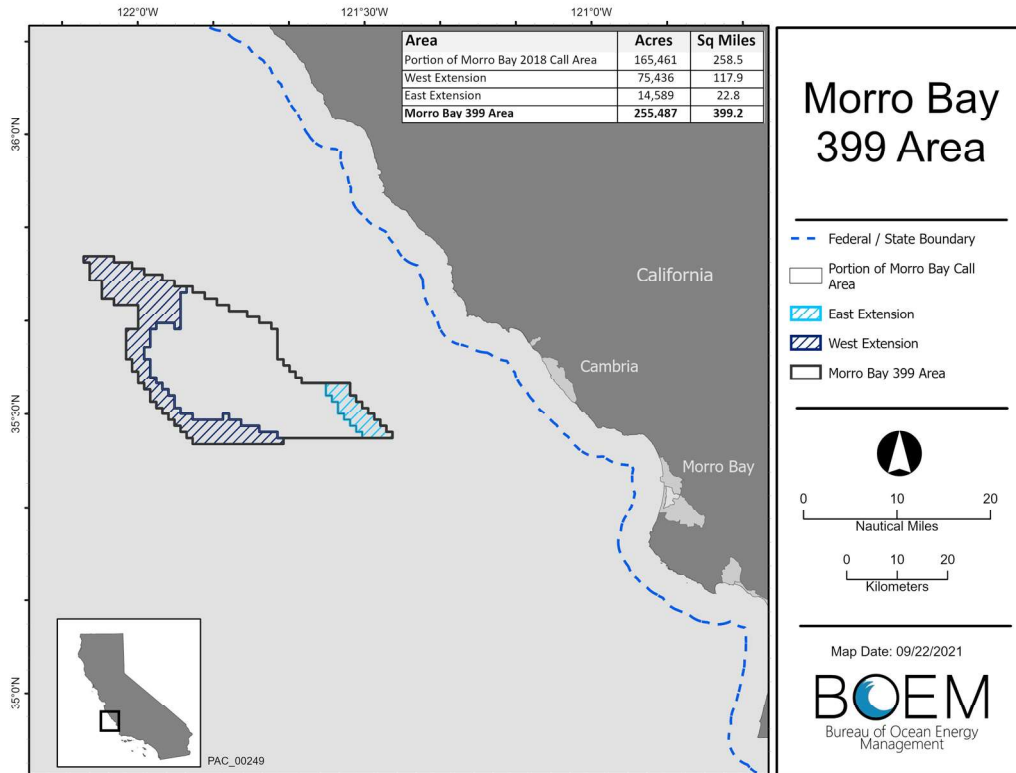 122°0'W 121°30'W 121°0'W
36°0'N
35°30'N
35°0'N
Area Acres Sq Miles
Portion of Morro Bay 2018 Call Area 165,461 258.5
West Extension 75,436 117.9
East Extension 14,589 22.8
Morro Bay 399 Area 255,487 399.2
California
Cambria
Morro Bay
PAC_00249
Morro Bay
399 Area
Federal / State Boundary
Portion of Morro Bay Call
Area
East Extension
West Extension
Morro Bay 399 Area
0 10 20
Nautical Miles
0 10 20
Kilometers
Map Date: 09/22/2021
BOEM
Bureau of Ocean Energy
Management